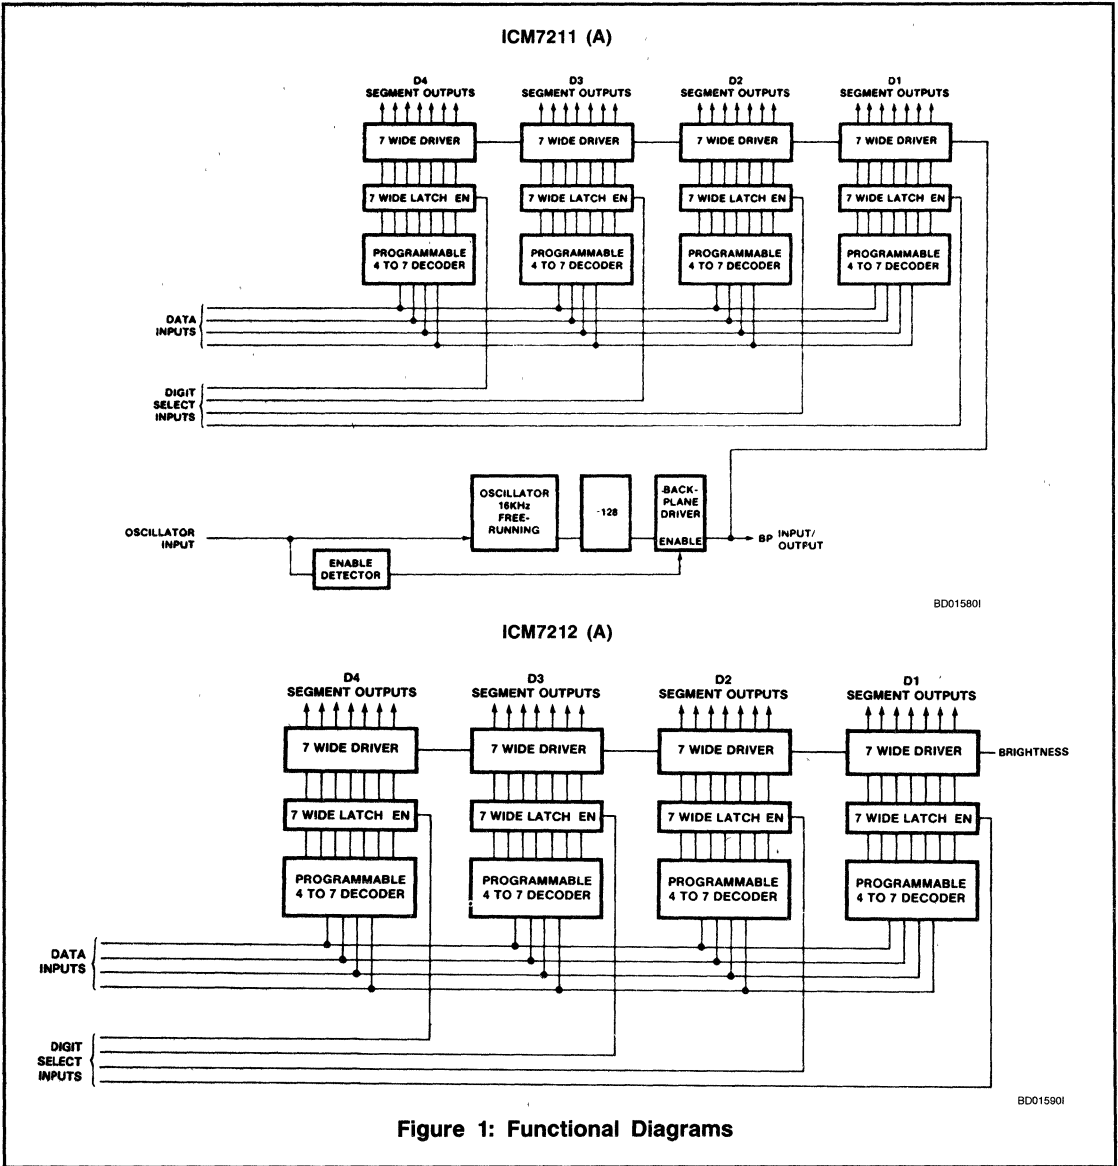 ICM7211 (A)
D4
SEGMENT OUTPUTS
D3
SEGMENT OUTPUTS
D2
SEGMENT OUTPUTS
D1
SEGMENT OUTPUTS
7 WIDE DRIVER
7 WIDE DRIVER
7 WIDE DRIVER
7 WIDE DRIVER
7 WIDE LATCH EN
7 WIDE LATCH EN
7 WIDE LATCH EN
7 WIDE LATCH EN
PROGRAMMABLE
4 TO 7 DECODER
PROGRAMMABLE
4 TO 7 DECODER
PROGRAMMABLE
4 TO 7 DECODER
PROGRAMMABLE
4 TO 7 DECODER
DATA
INPUTS
DIGIT
SELECT
INPUTS
OSCILLATOR
INPUT
OSCILLATOR
16KHz
FREE-
RUNNING
-128
BACK-
PLANE
DRIVER
ENABLE
BP INPUT/
OUTPUT
ENABLE
DETECTOR
BD01580I
ICM7212 (A)
D4
SEGMENT OUTPUTS
D3
SEGMENT OUTPUTS
D2
SEGMENT OUTPUTS
D1
SEGMENT OUTPUTS
7 WIDE DRIVER
7 WIDE DRIVER
7 WIDE DRIVER
7 WIDE DRIVER
BRIGHTNESS
7 WIDE LATCH EN
7 WIDE LATCH EN
7 WIDE LATCH EN
7 WIDE LATCH EN
PROGRAMMABLE
4 TO 7 DECODER
PROGRAMMABLE
4 TO 7 DECODER
PROGRAMMABLE
4 TO 7 DECODER
PROGRAMMABLE
4 TO 7 DECODER
DATA
INPUTS
DIGIT
SELECT
INPUTS
BD01590I
Figure 1: Functional Diagrams